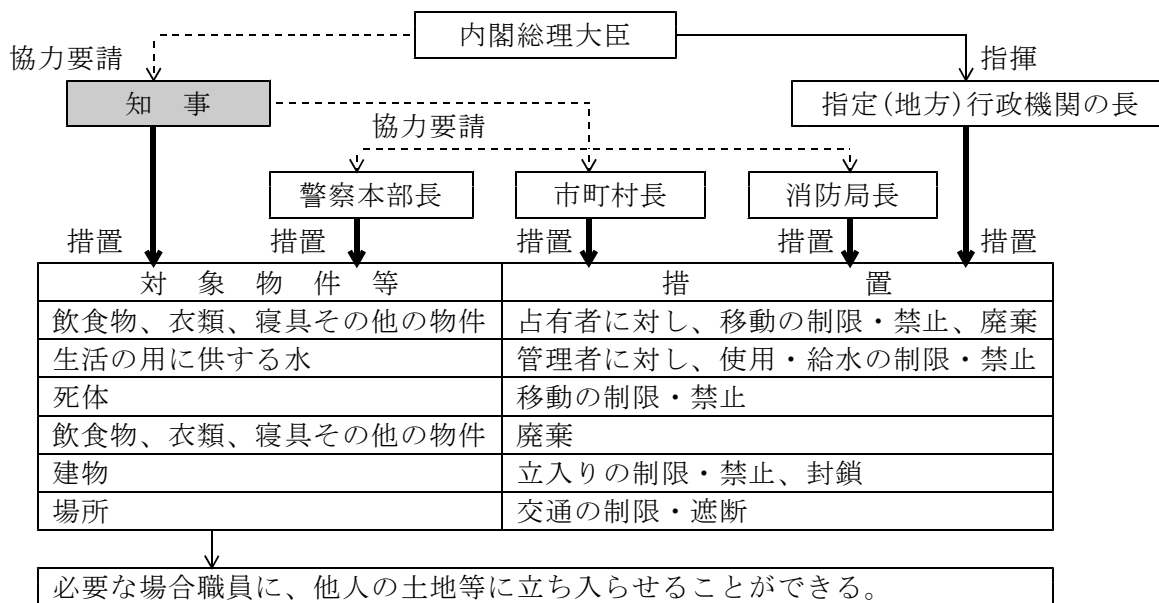 内閣総理大臣
協力要請
指揮
知　事
指定(地方)行政機関の長
協力要請
警察本部長
市町村長
消防局長
措置
措置
措置
措置
措置
対　象　物　件　等　措　置
飲食物、衣類、寝具その他の物件　占有者に対し、移動の制限・禁止、廃棄
生活の用に供する水　管理者に対し、使用・給水の制限・禁止
死体　移動の制限・禁止
飲食物、衣類、寝具その他の物件　廃棄
建物　立入りの制限・禁止、封鎖
場所　交通の制限・遮断
必要な場合職員に、他人の土地等に立ち入らせることができる。